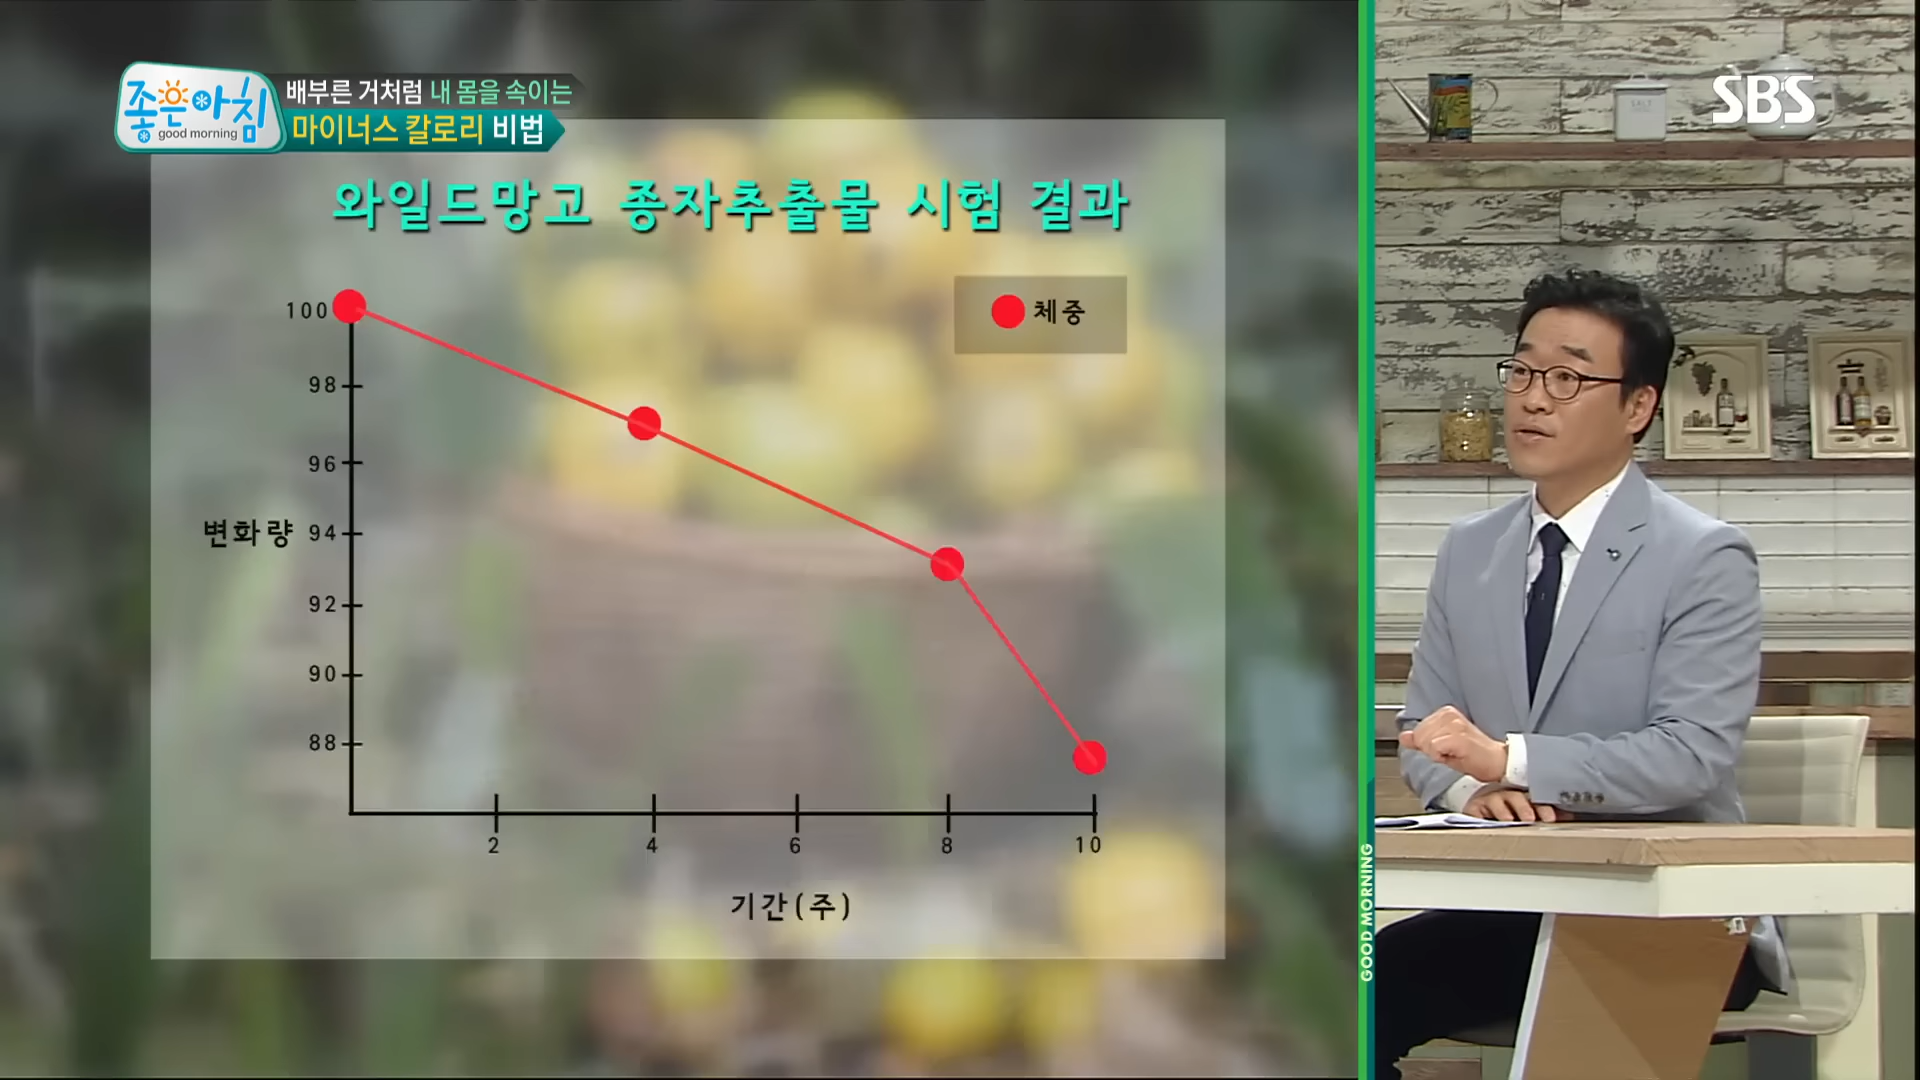 좋은아침
good morning
배부른 거처럼 내 몸을 속이는
마이너스 칼로리 비법
SBS
와일드망고 종자추출물 시험 결과
체중
100
98
96
변화량
94
92
90
88
2 4 6 8 10
기간(주)
GOOD MORNING
SALT